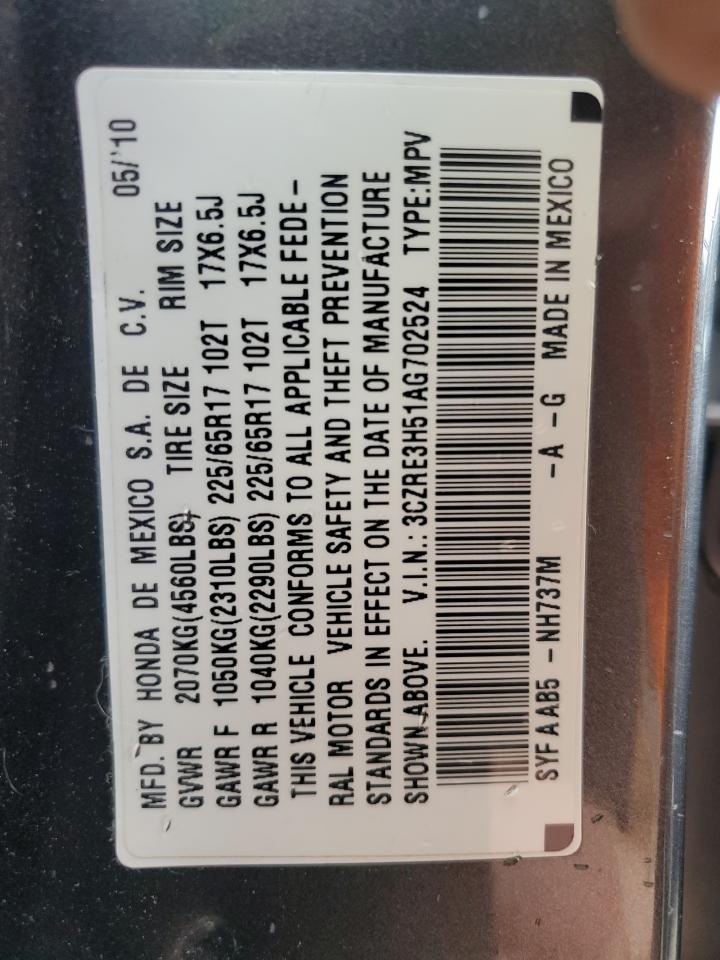 MFD. BY HONDA DE MEXICO S.A. DE C.V. 05/'10
GVWR 2070KG(4560LBS) TIRE SIZE RIM SIZE
GAWR F 1050KG(2310LBS) 225/65R17 102T 17X6.5J
GAWR R 1040KG(2290LBS) 225/65R17 102T 17X6.5J
THIS VEHICLE CONFORMS TO ALL APPLICABLE FEDE-
RAL MOTOR VEHICLE SAFETY AND THEFT PREVENTION
STANDARDS IN EFFECT ON THE DATE OF MANUFACTURE
SHOWN ABOVE. V.I.N.: 3CZRE3H51AG702524 TYPE:MPV
SYFAAB5 -NH737M -A -G MADE IN MEXICO